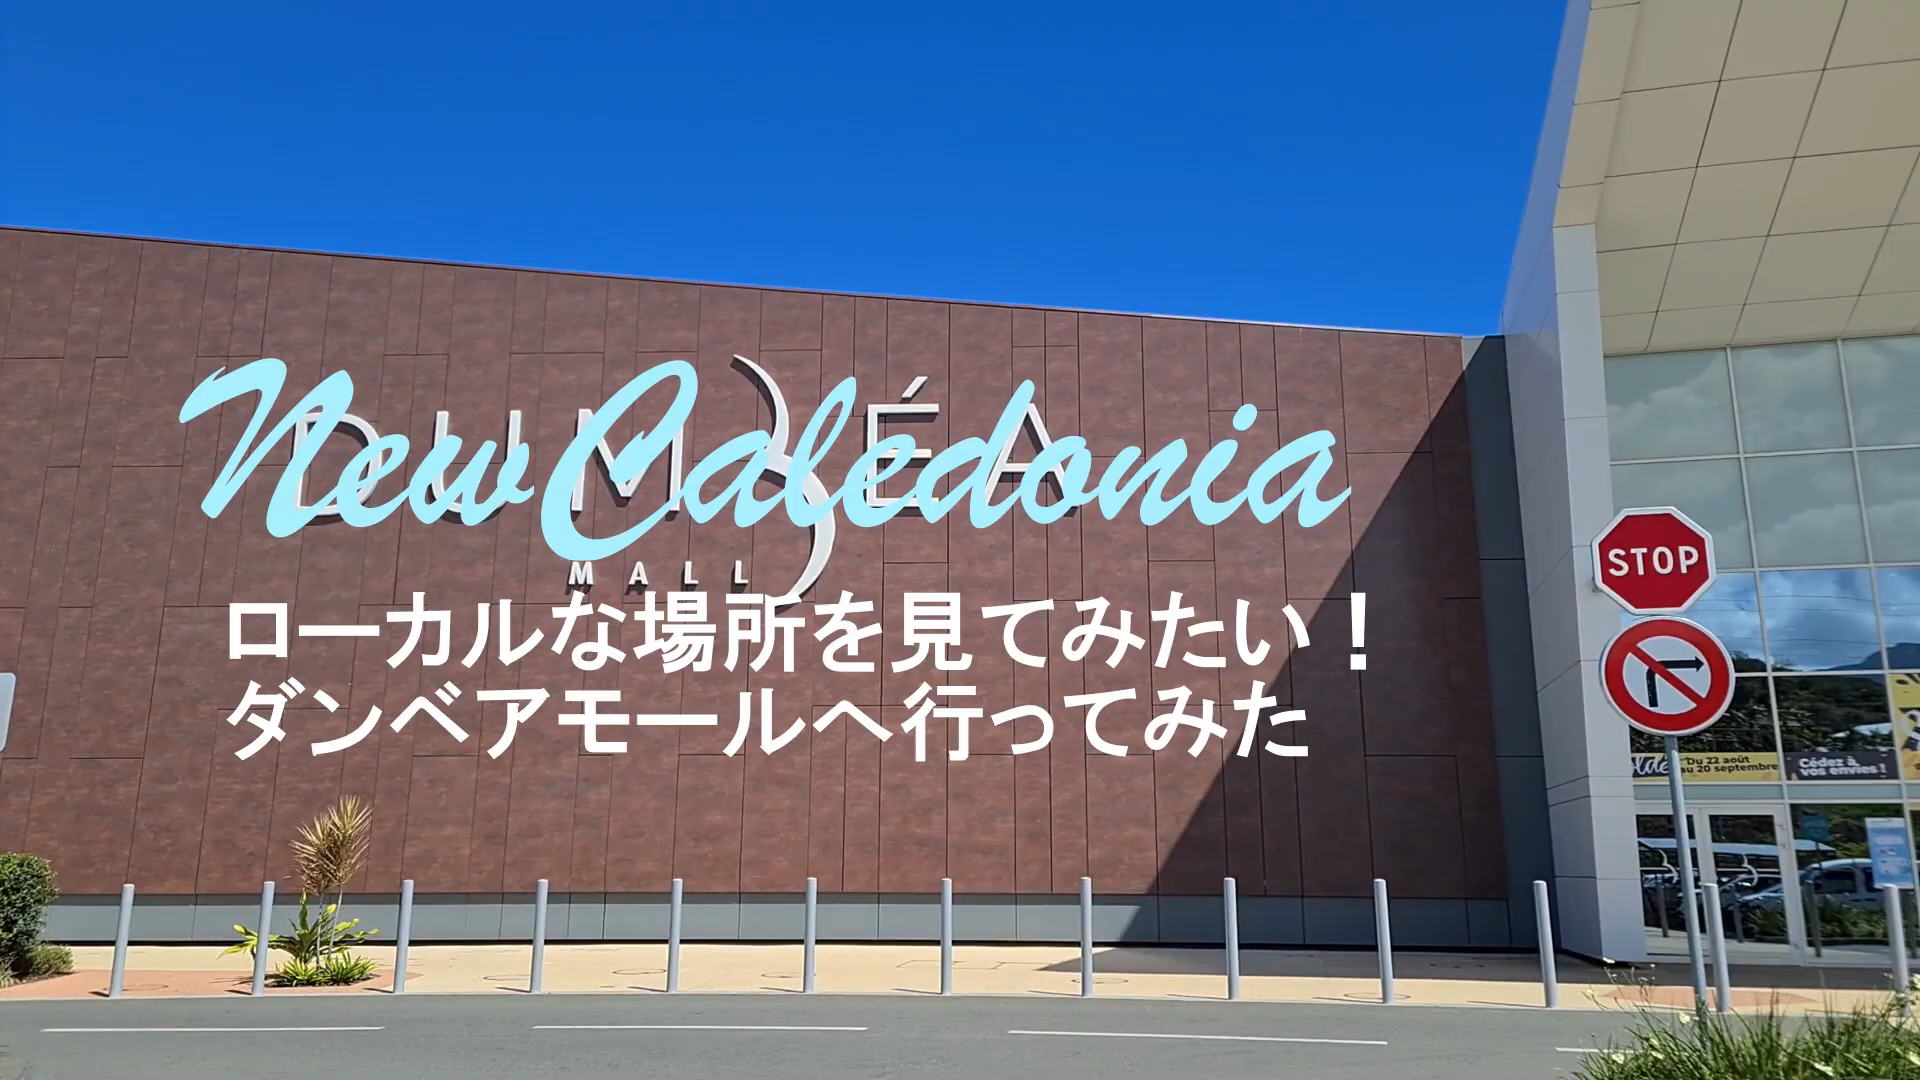 New Caledonia
DUMBÉA
MALL
ローカルな場所を見てみたい！
ダンベアモールへ行ってみた
STOP
Du 22 août
au 20 septembre
Cédez à
vos envies !